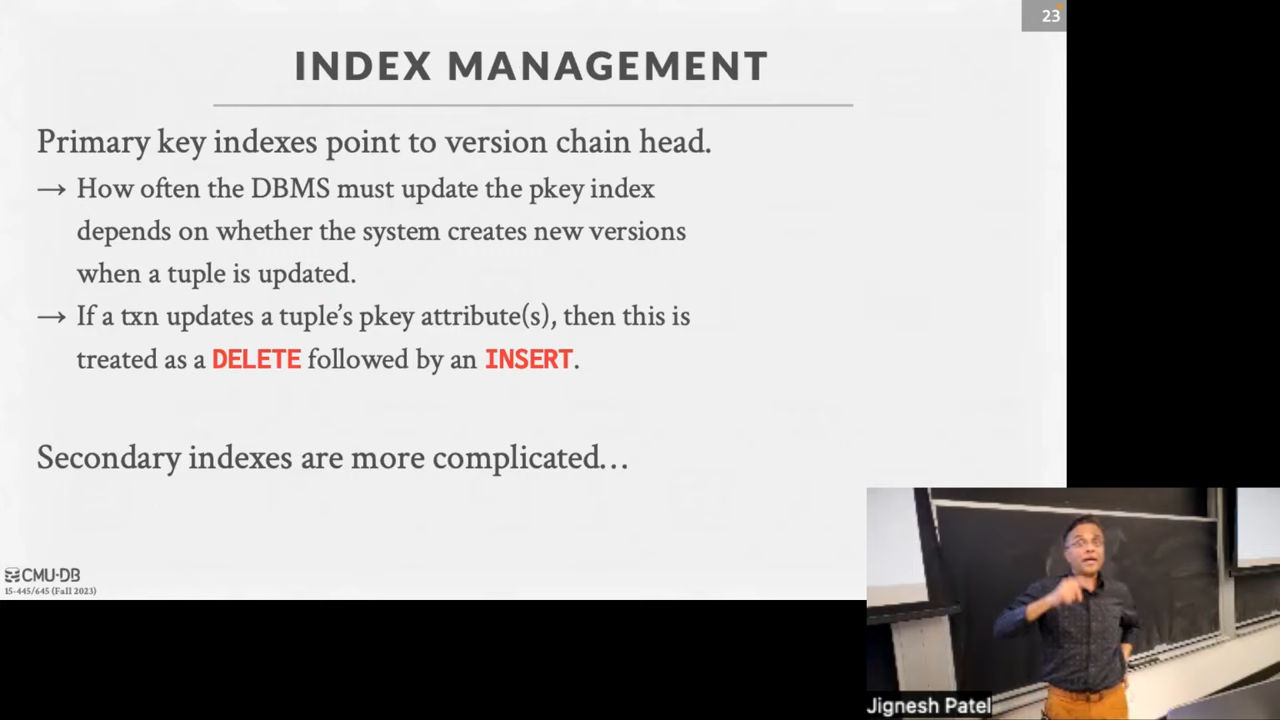 23
INDEX MANAGEMENT
Primary key indexes point to version chain head.
→ How often the DBMS must update the pkey index
depends on whether the system creates new versions
when a tuple is updated.
→ If a txn updates a tuple’s pkey attribute(s), then this is
treated as a DELETE followed by an INSERT.
Secondary indexes are more complicated…
CMU·DB
15-445/645 (Fall 2023)
Jignesh Patel